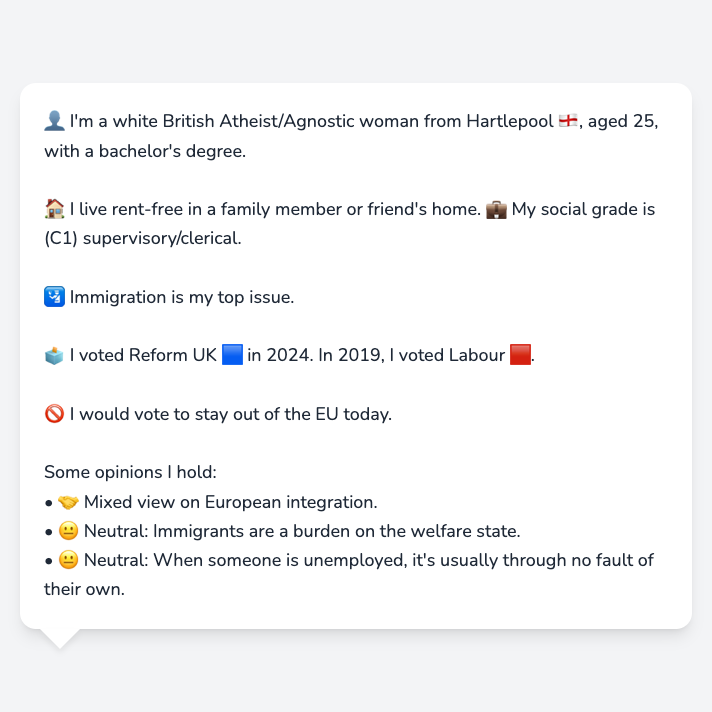 👤 I'm a white British Atheist/Agnostic woman from Hartlepool 🏴󠁧󠁢󠁥󠁮󠁧󠁿, aged 25,
with a bachelor's degree.
🏠 I live rent-free in a family member or friend's home. 💼 My social grade is
(C1) supervisory/clerical.
🛂 Immigration is my top issue.
🗳️ I voted Reform UK 🟦 in 2024. In 2019, I voted Labour 🟥.
🚫 I would vote to stay out of the EU today.
Some opinions I hold:
• 🤝 Mixed view on European integration.
• 😐 Neutral: Immigrants are a burden on the welfare state.
• 😐 Neutral: When someone is unemployed, it's usually through no fault of
their own.